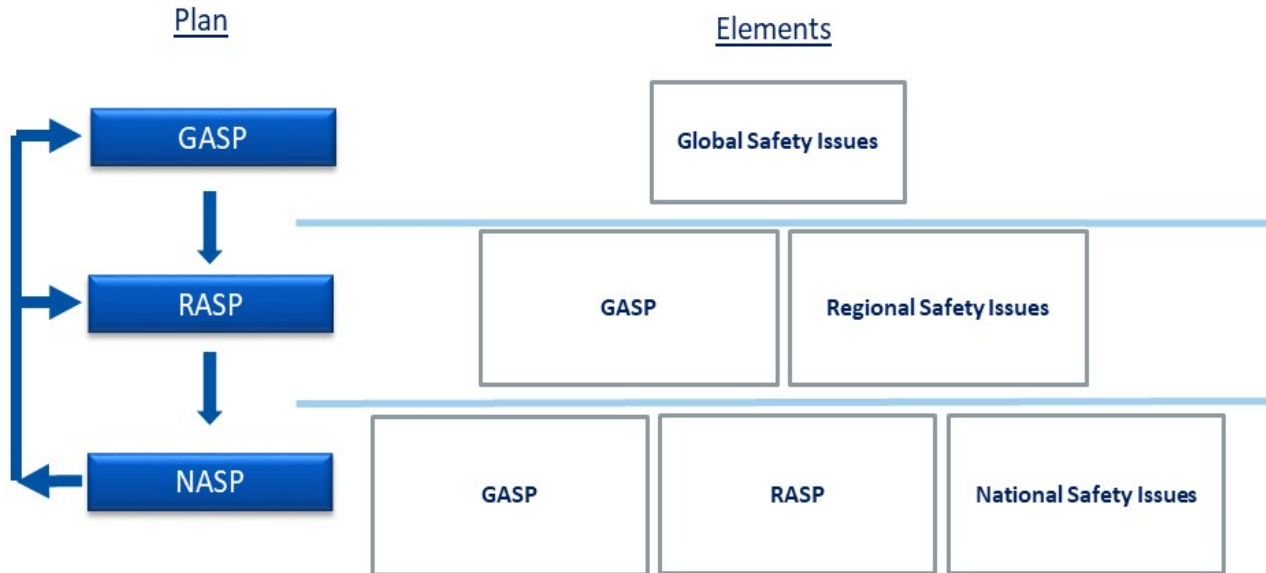 Plan
Elements
GASP
Global Safety Issues
RASP
GASP
Regional Safety Issues
NASP
GASP
RASP
National Safety Issues